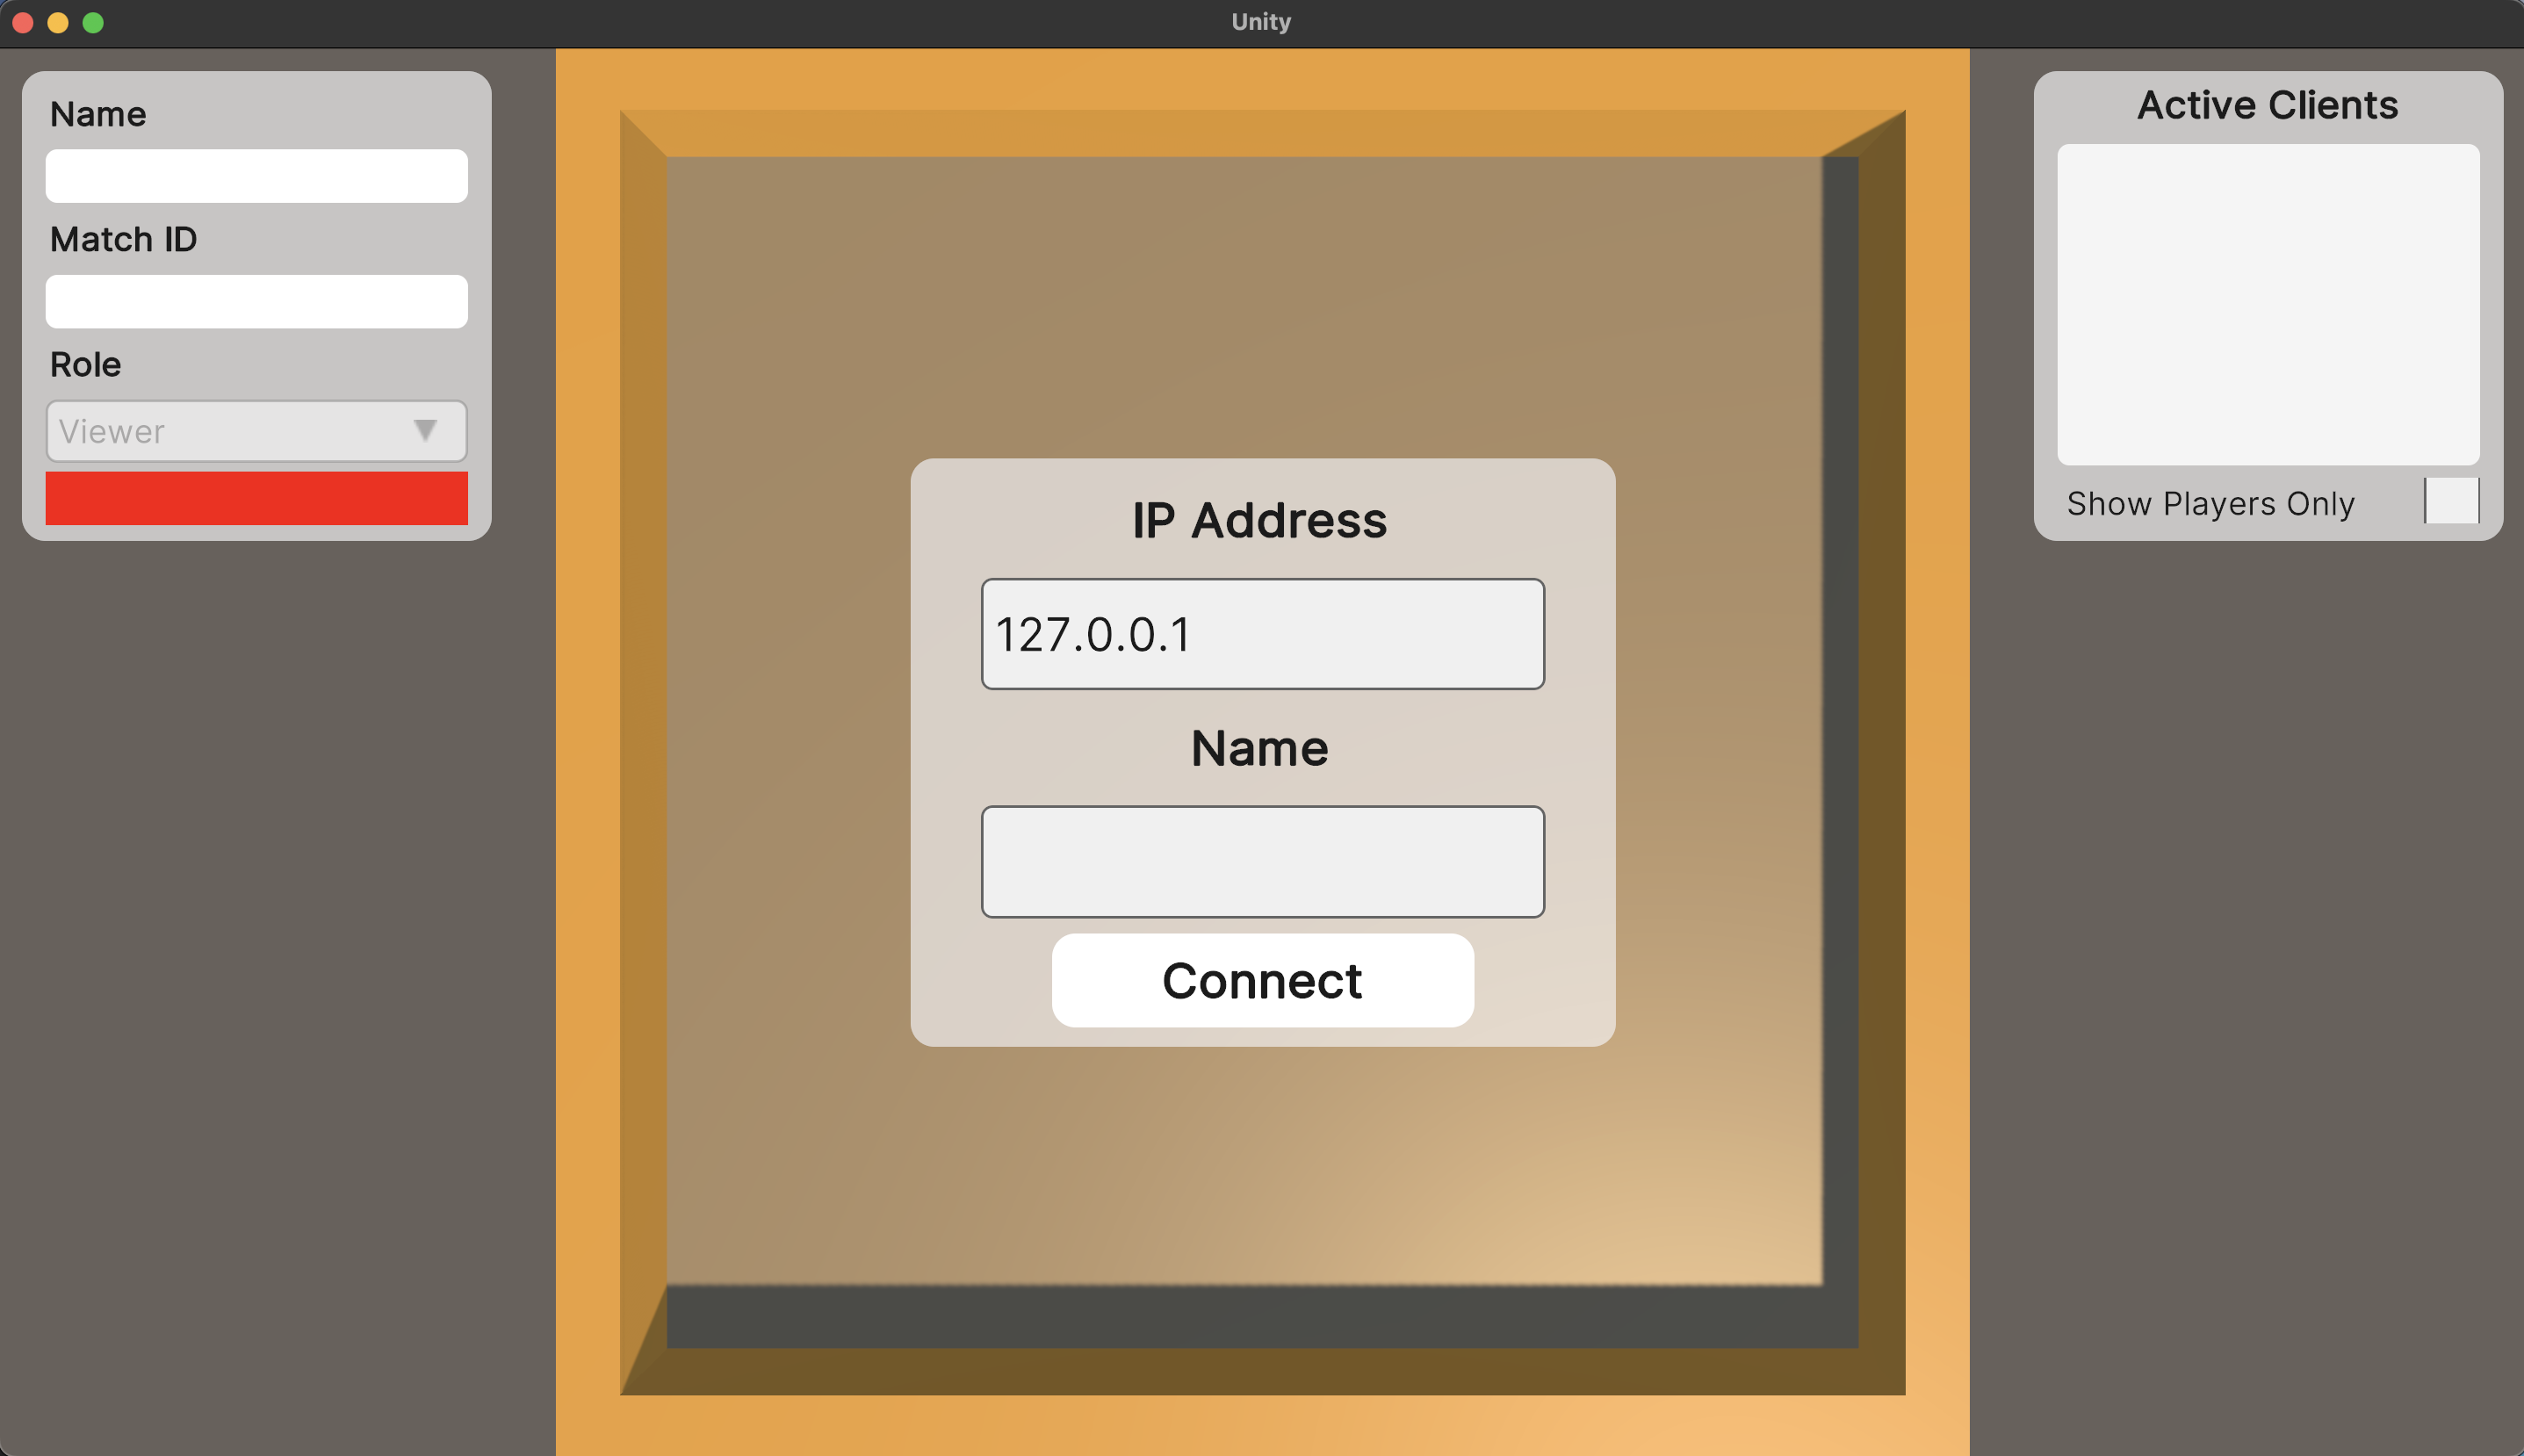 Unity
Name
Match ID
Role
Viewer
Active Clients
Show Players Only
IP Address
127.0.0.1
Name
Connect